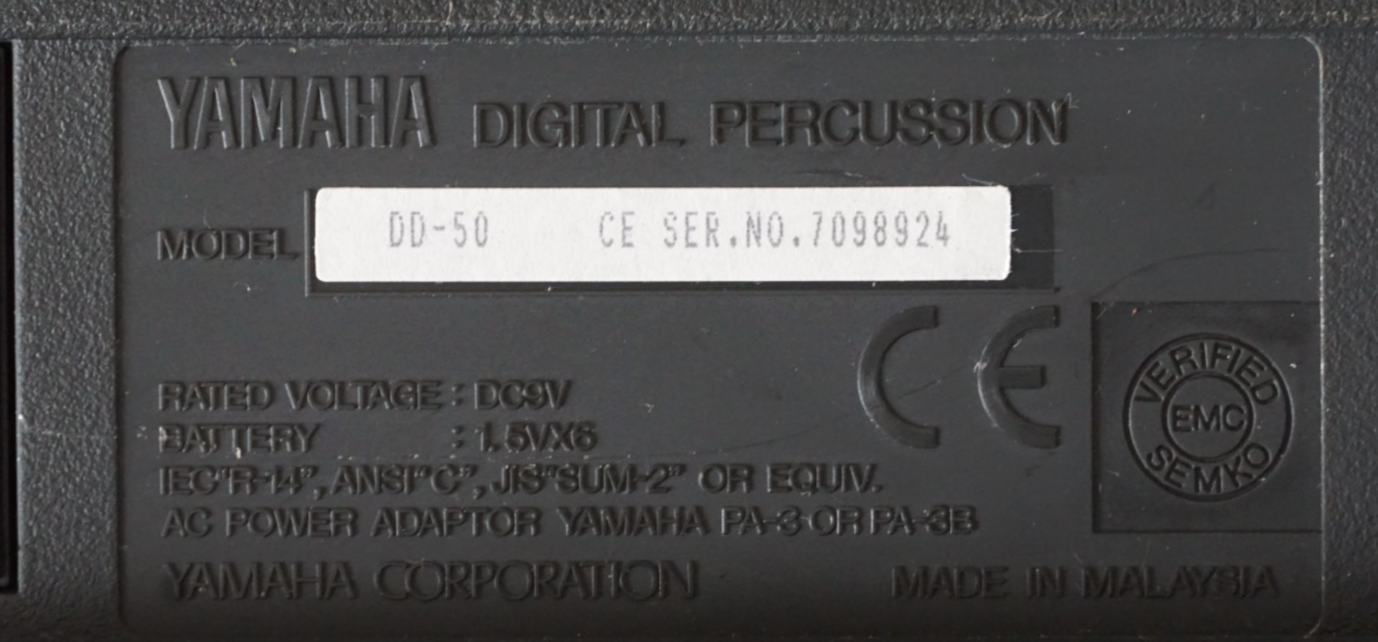 YAMAHA DIGITAL PERCUSSION
MODEL DD-50 CE SER.NO.7098924
CE
RATED VOLTAGE : DC9V
BATTERY : 1.5VX6
IEC"R-14", ANSI"C", JIS"SUM-2" OR EQUIV.
AC POWER ADAPTOR YAMAHA PA-3 OR PA-3B
VERIFIED
EMC
SEMKO
YAMAHA CORPORATION MADE IN MALAYSIA